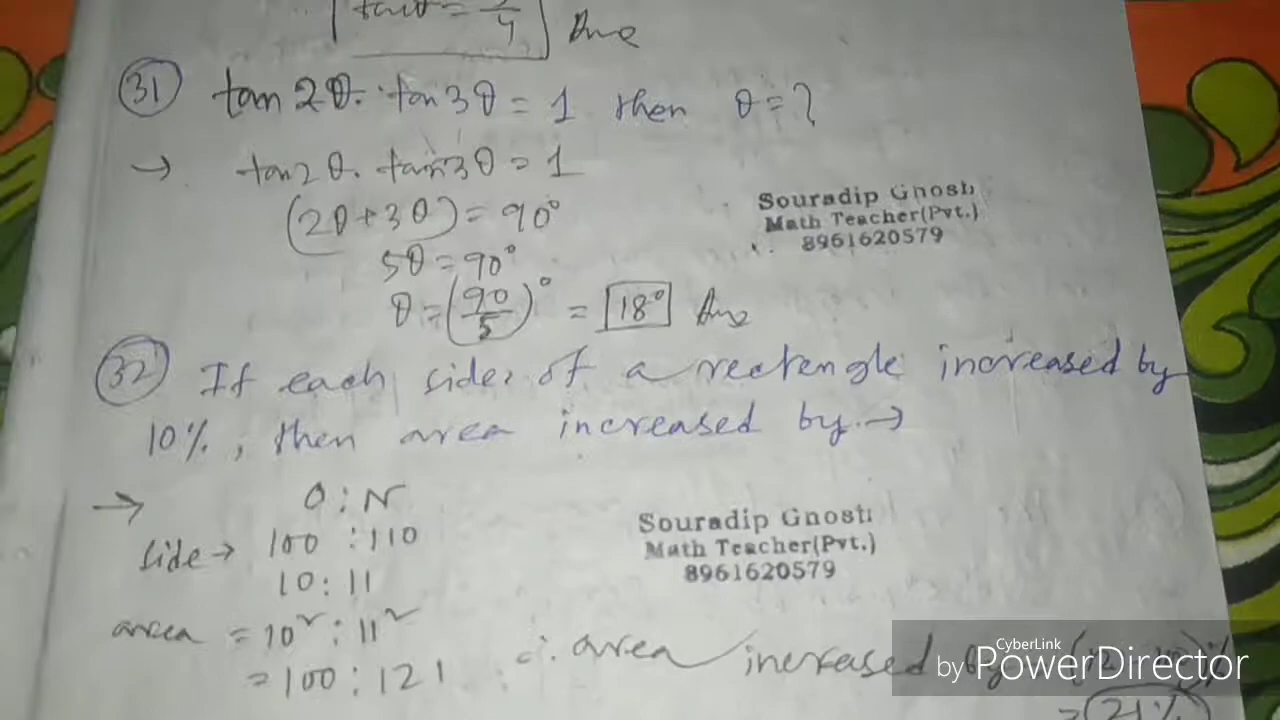 tanθ = /4 Ans
31 tan 2θ. tan 3θ = 1 then θ = ?
→ tan 2θ. tan 3θ = 1
(2θ + 3θ) = 90°
5θ = 90°
θ = (90/5)° = 18° Ans
Souradip Ghosh
Math Teacher(Pvt.)
8961620579
32 If each side, of a rectengle increased by
10%, then area increased by. →
→ O : N
side → 100 : 110
10 : 11
area = 10² : 11²
= 100 : 121
Souradip Ghosh
Math Teacher(Pvt.)
8961620579
∴ area increased by
= 21%
CyberLink
by PowerDirector